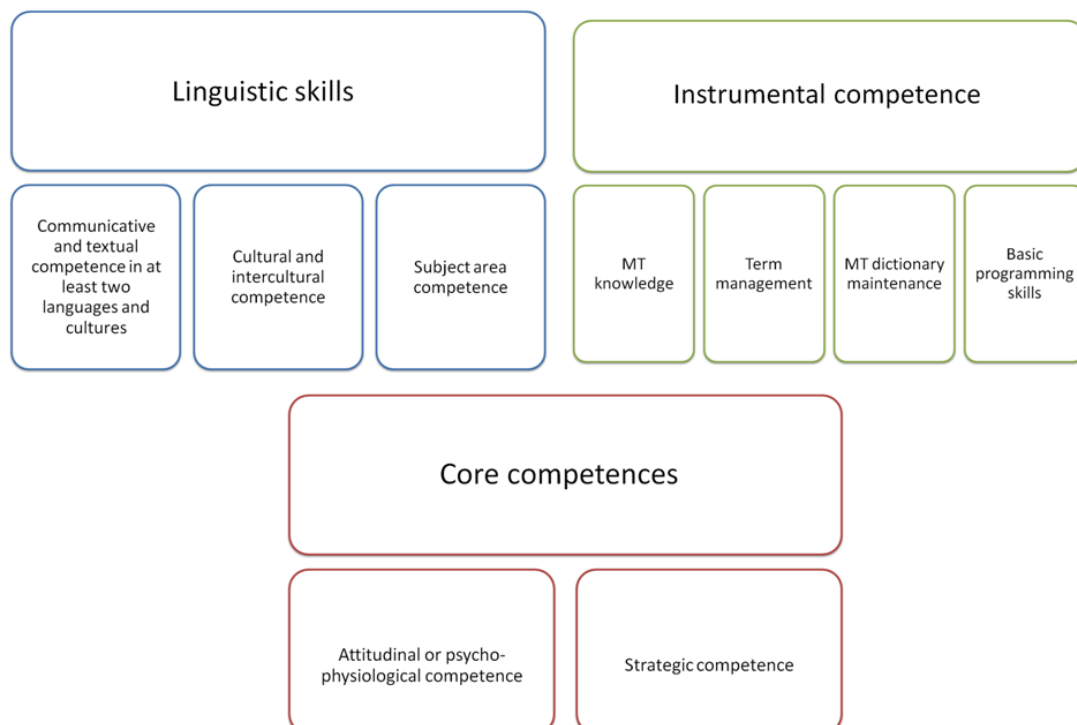 Linguistic skills
Instrumental competence
Communicative
and textual
competence in at
least two
languages and
cultures
Cultural and
intercultural
competence
Subject area
competence
MT
knowledge
Term
management
MT dictionary
maintenance
Basic
programming
skills
Core competences
Attitudinal or psycho-
physiological competence
Strategic competence